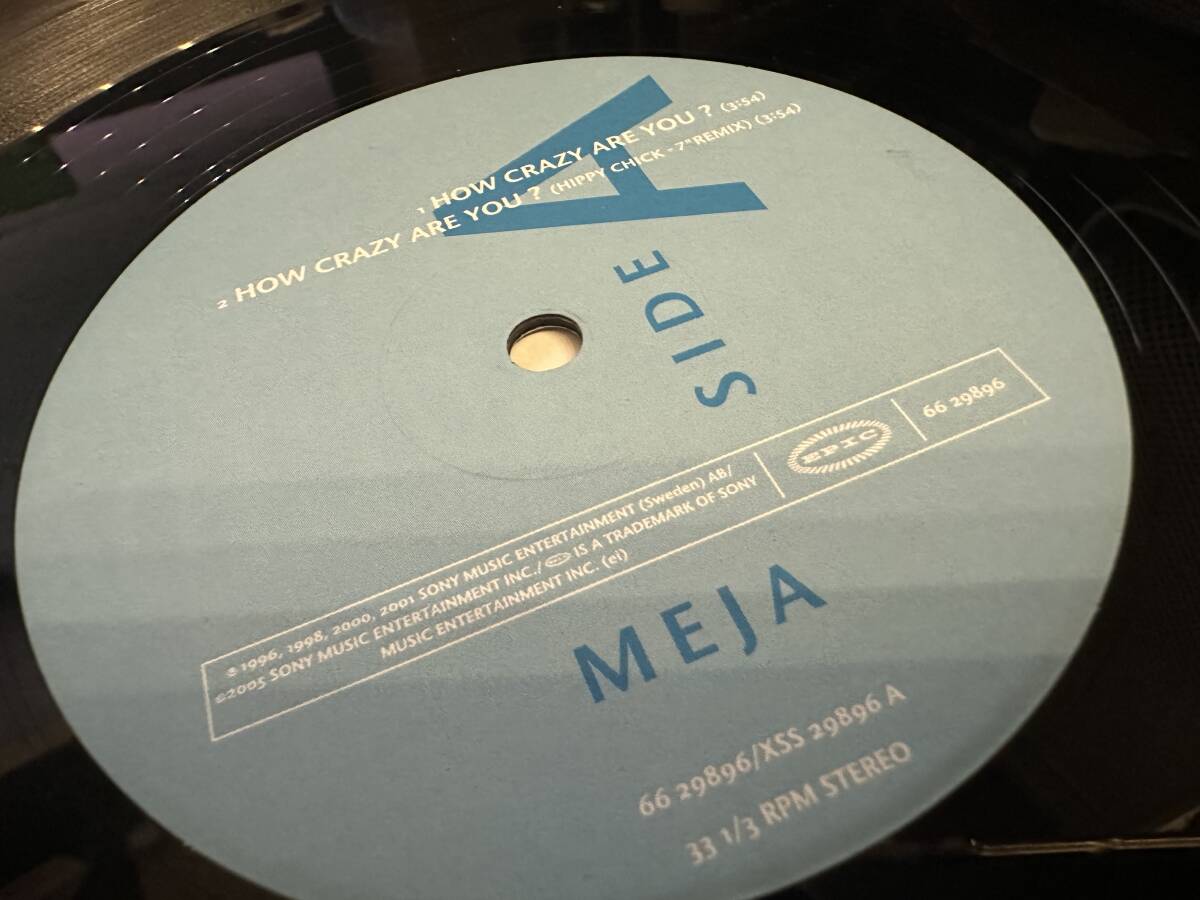 A
1 HOW CRAZY ARE YOU ? (3:54)
2 HOW CRAZY ARE YOU ? (HIPPY CHICK - 7" REMIX) (3:54)
SIDE
℗ 1996, 1998, 2000, 2001 SONY MUSIC ENTERTAINMENT (Sweden) AB/
©2005 SONY MUSIC ENTERTAINMENT INC./ epic IS A TRADEMARK OF SONY
MUSIC ENTERTAINMENT INC. (ei)
EPIC
66 29896
MEJA
66 29896/XSS 29896 A
33 1/3 RPM STEREO